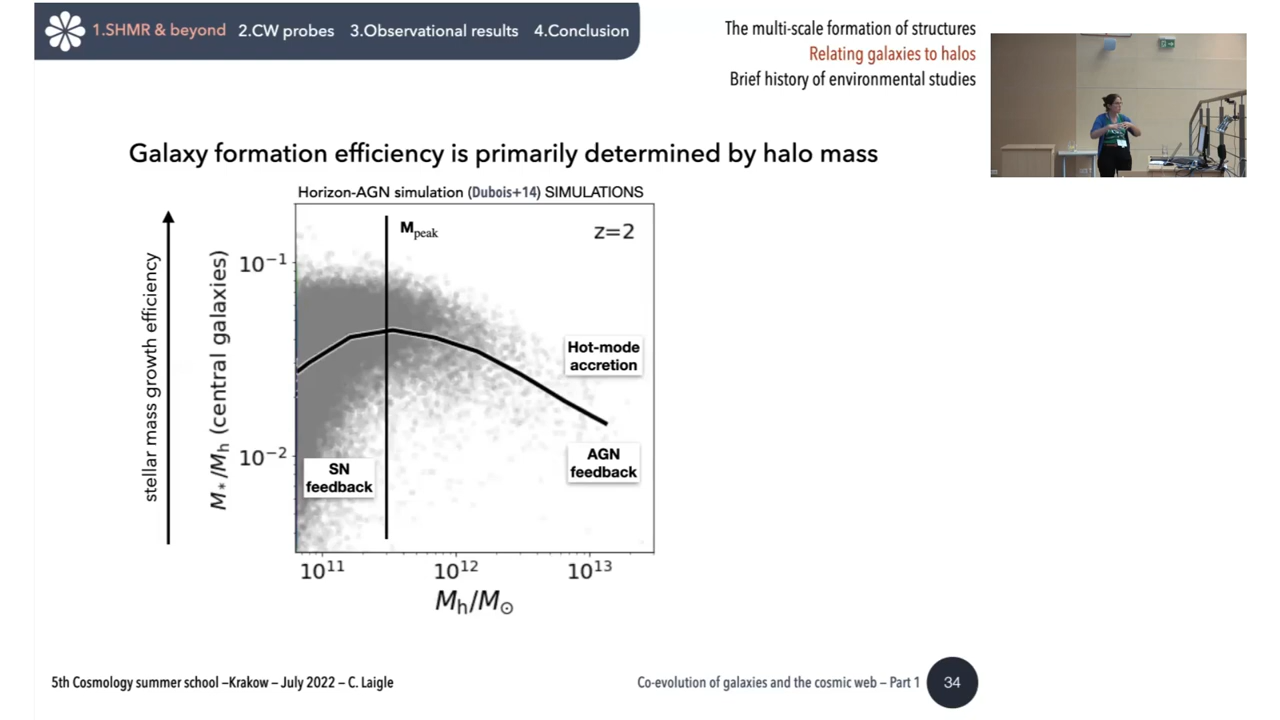 1.SHMR & beyond 2.CW probes 3.Observational results 4.Conclusion
The multi-scale formation of structures
Relating galaxies to halos
Brief history of environmental studies
Galaxy formation efficiency is primarily determined by halo mass
Horizon-AGN simulation (Dubois+14) SIMULATIONS
stellar mass growth efficiency
M*/Mh (central galaxies)
10⁻¹
10⁻²
Mpeak
z=2
Hot-mode
accretion
SN
feedback
AGN
feedback
10¹¹ 10¹² 10¹³
Mh/M⊙
5th Cosmology summer school –Krakow – July 2022 – C. Laigle
Co-evolution of galaxies and the cosmic web – Part 1
34